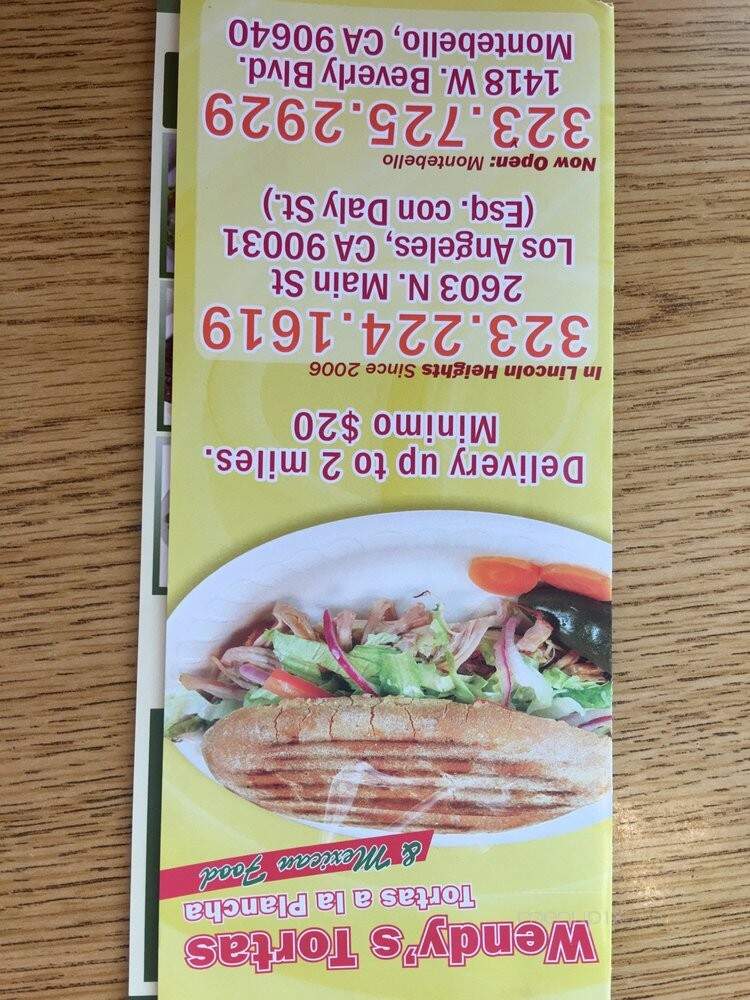 Wendy's Tortas
Tortas a la Plancha
& Mexican Food
Delivery up to 2 miles.
Minimo $20
In Lincoln Heights Since 2006
323.224.1619
2603 N. Main St
Los Angeles, CA 90031
(Esq. con Daly St.)
Now Open: Montebello
323.725.2929
1418 W. Beverly Blvd.
Montebello, CA 90640